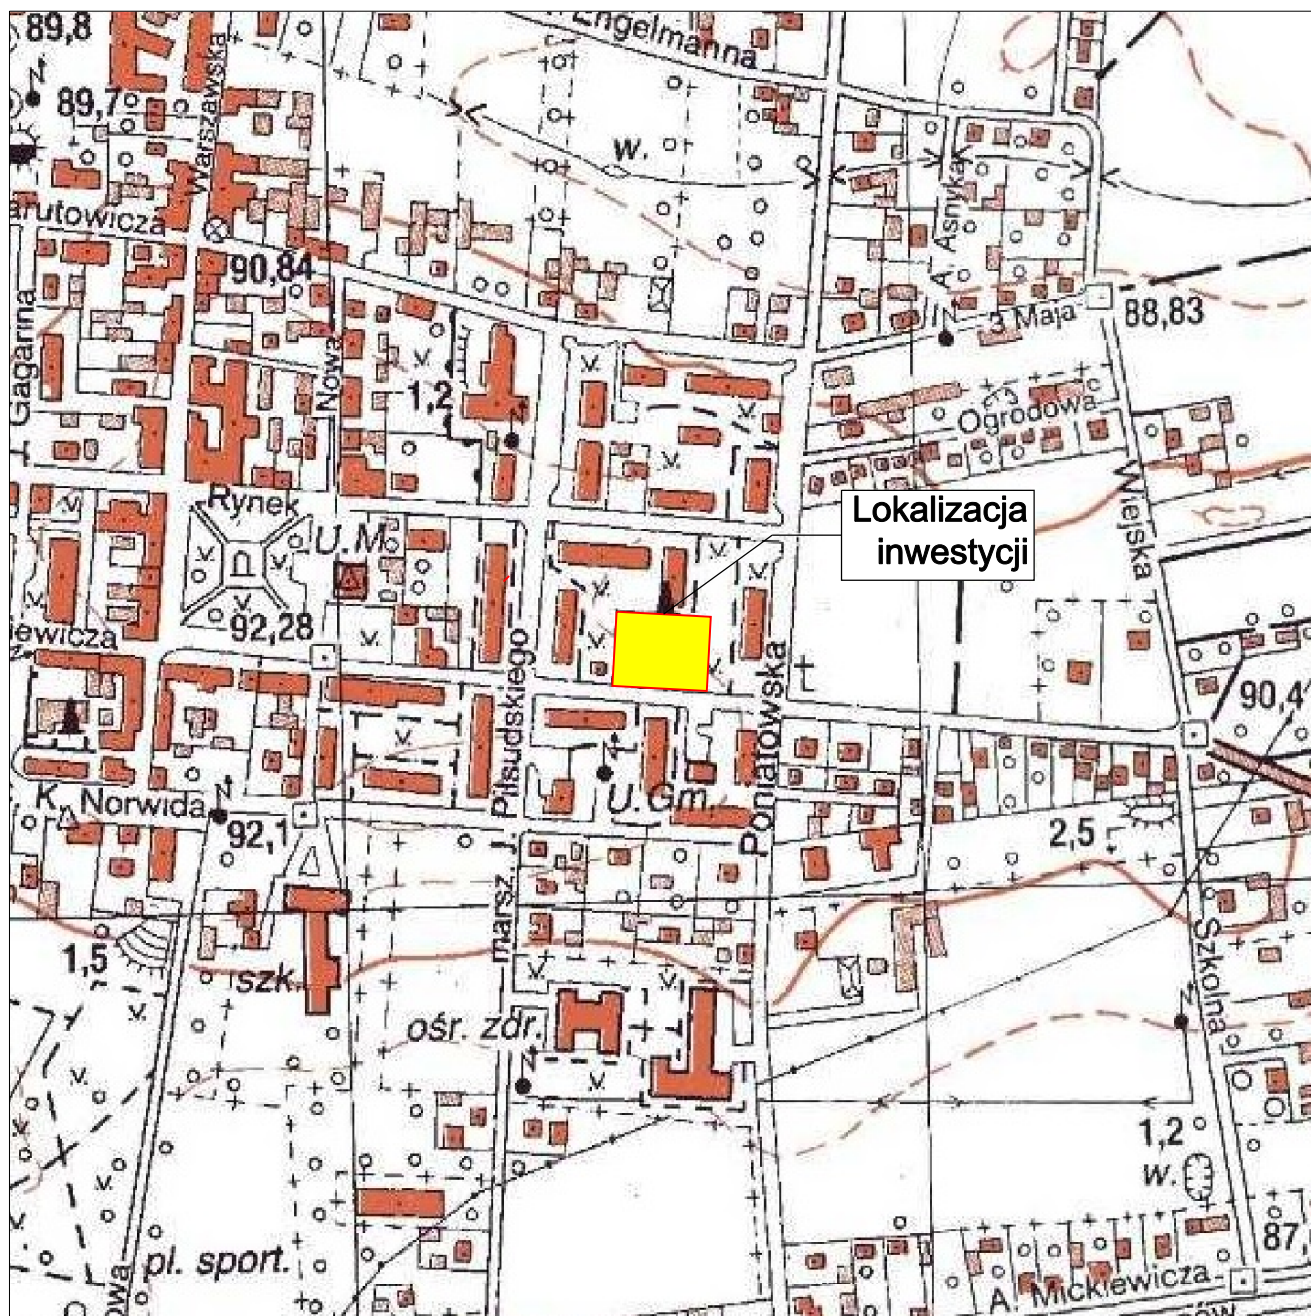 Engelmanna
89,8
Warszawska
89,7
w.
A. Asnyka
arutowicza
90,84
88,83
3 Maja
Gagarina
Nowa
1,2
Ogrodowa
Wiejska
Rynek
Lokalizacja
inwestycji
U.M.
92,28
iewicza
Poniatowska
90,4
marsz. J. Piłsudskiego
K.
Norwida
U.Gm.
92,1
2,5
1,5
szk.
Szkolna
ośr. zdr.
1,2
w.
pl. sport.
87,
A. Mickiewicza
owa